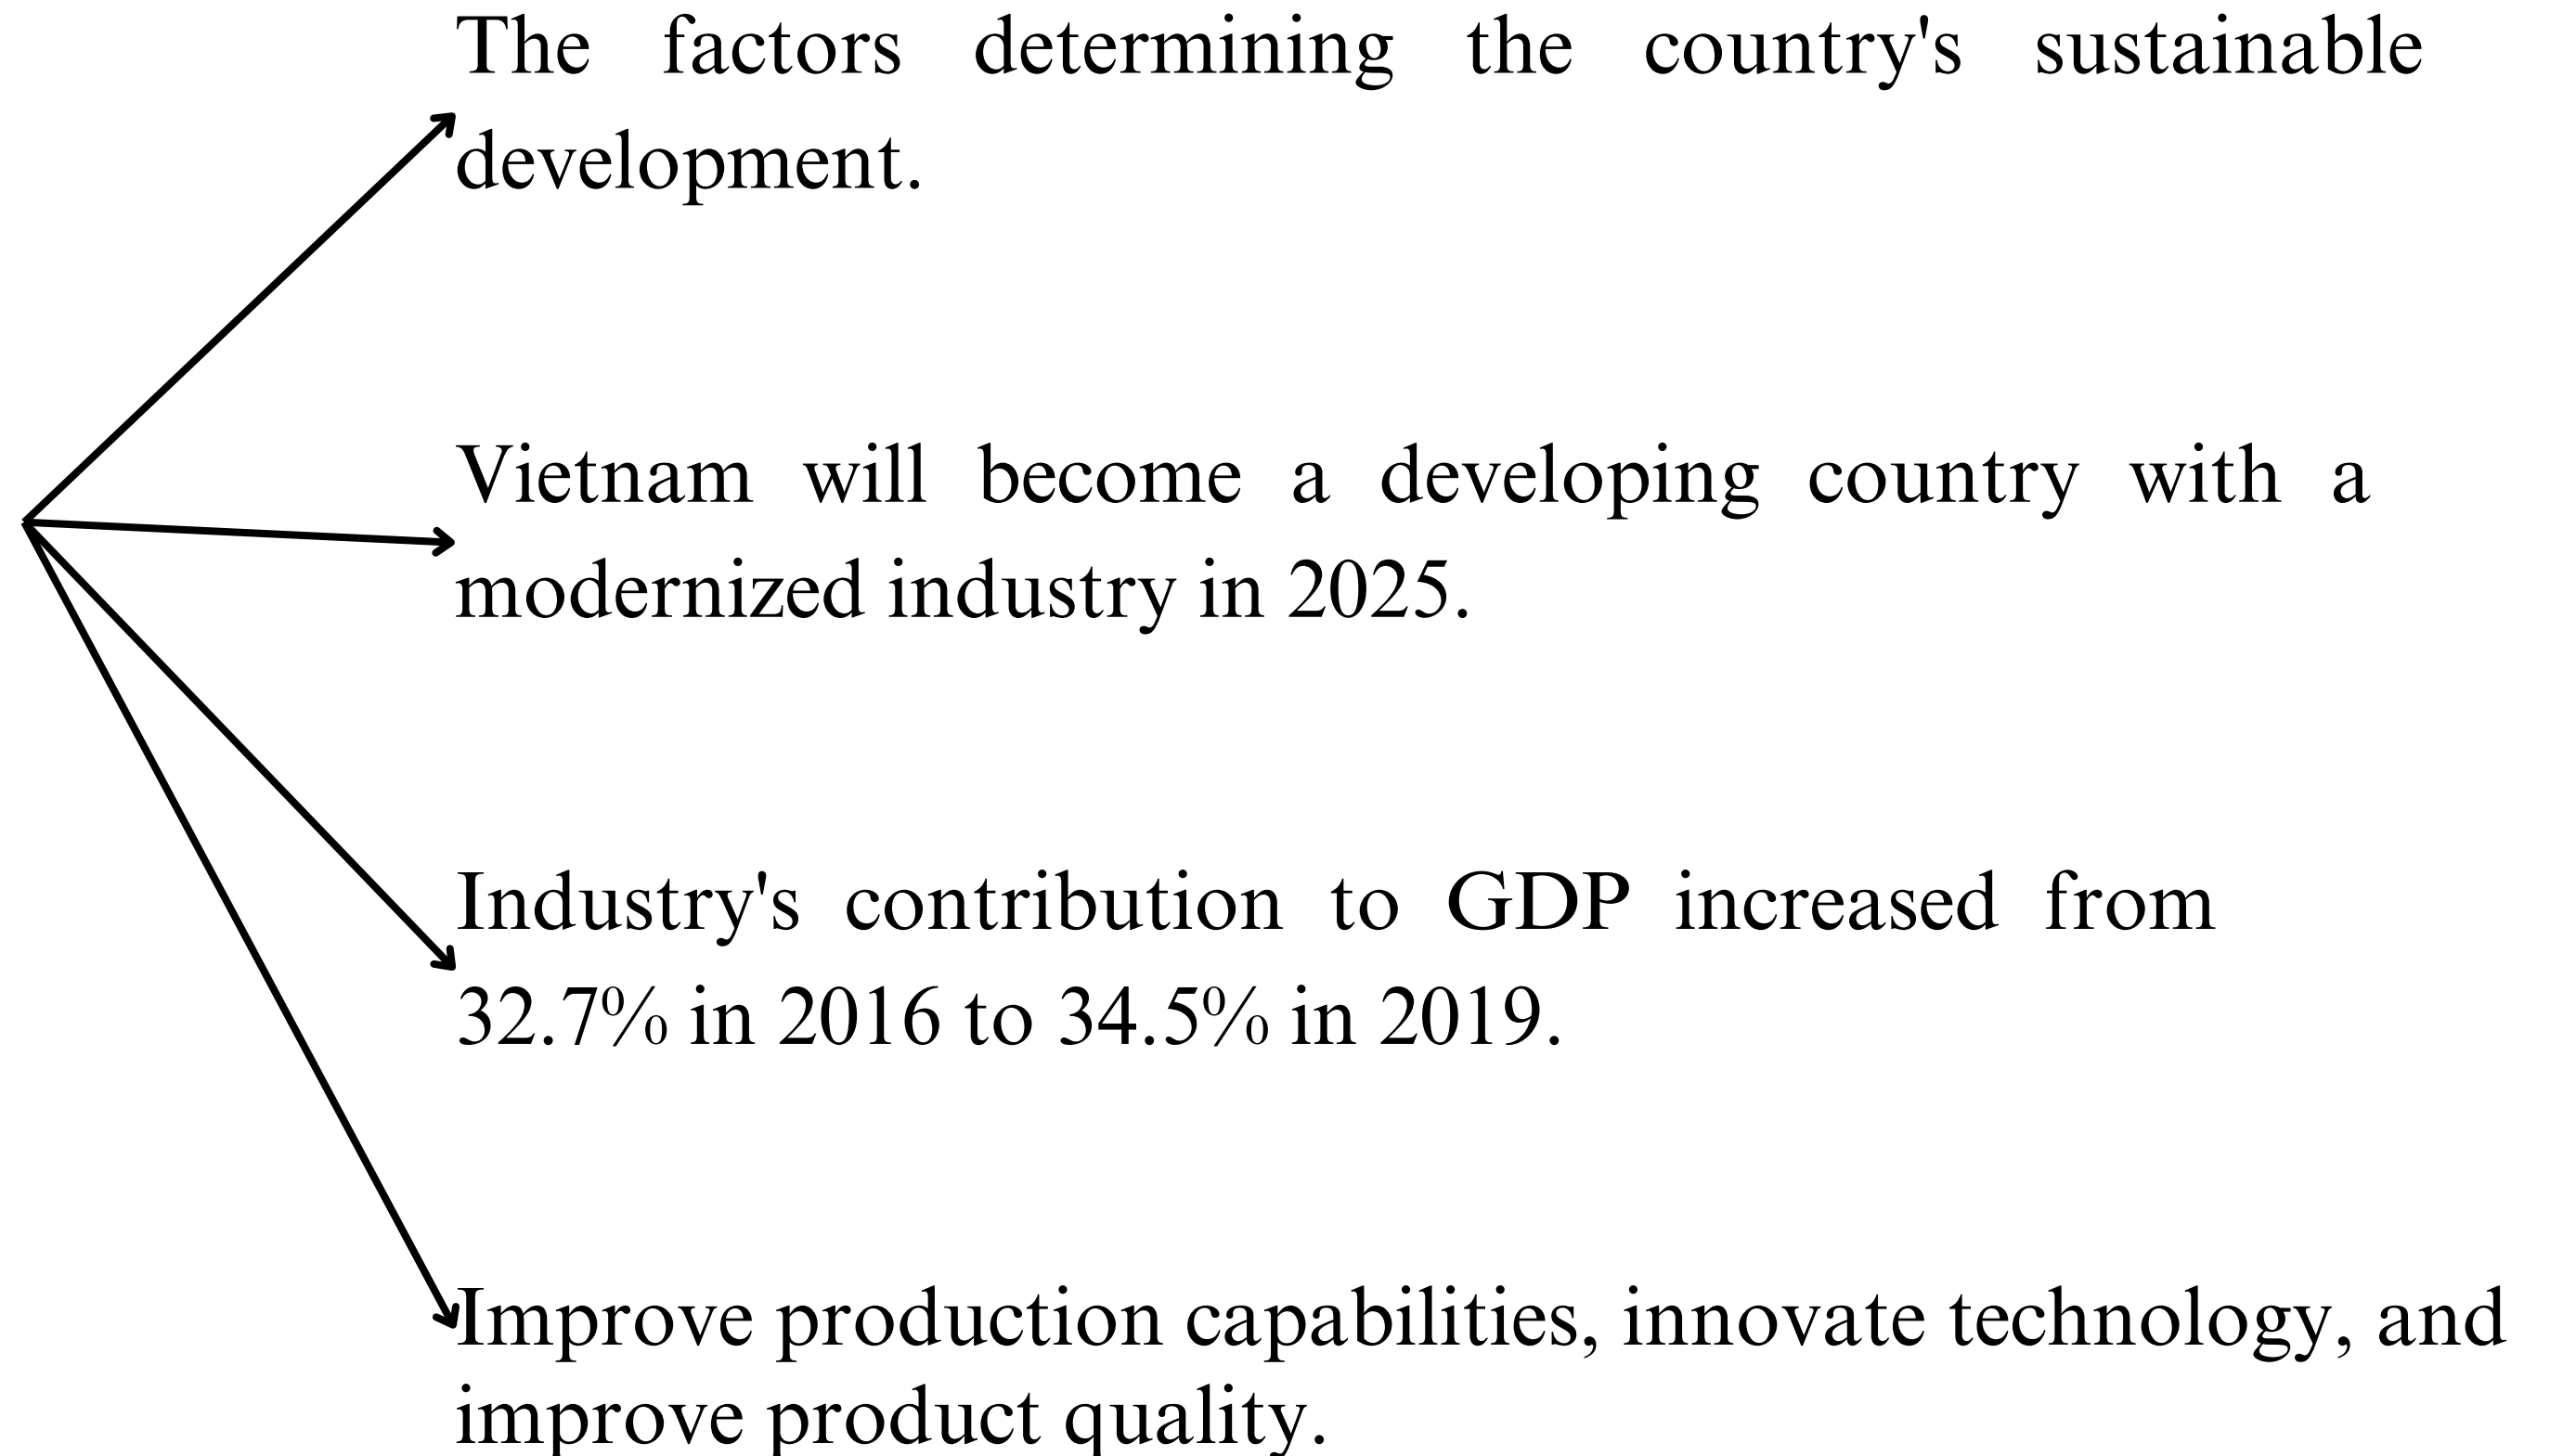 The factors determining the country's sustainable
development.
Vietnam will become a developing country with a
modernized industry in 2025.
Industry's contribution to GDP increased from
32.7% in 2016 to 34.5% in 2019.
Improve production capabilities, innovate technology, and
improve product quality.